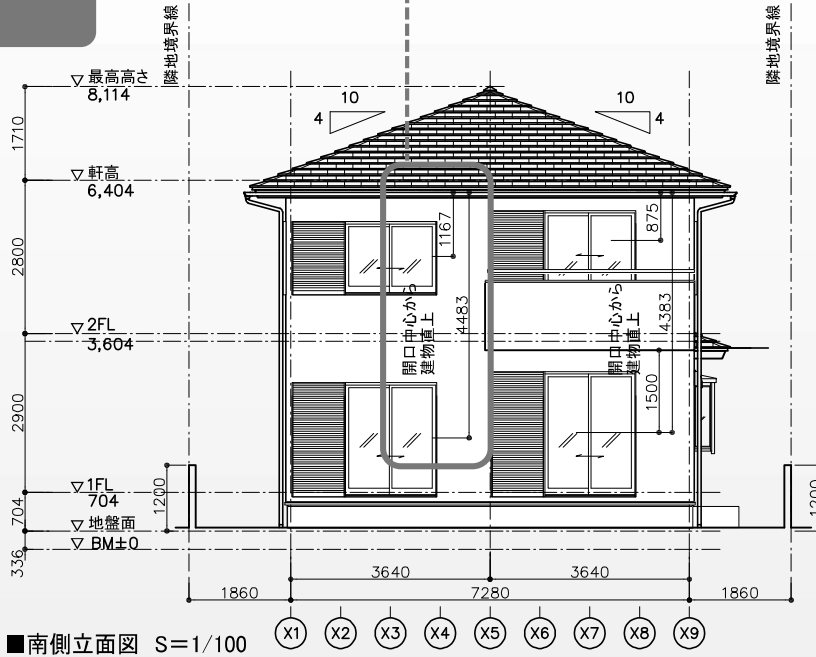 隣地境界線
隣地境界線
▽最高高さ
8,114
10
4
10
4
1710
▽軒高
6,404
1167
875
2800
4483
開口中心から
建物直上
4383
開口中心から
建物直上
▽2FL
3,604
1500
2900
▽1FL
704
1200
1200
704
▽地盤面
▽BM±0
336
3640
3640
1860
7280
1860
X1 X2 X3 X4 X5 X6 X7 X8 X9
■南側立面図 S=1/100